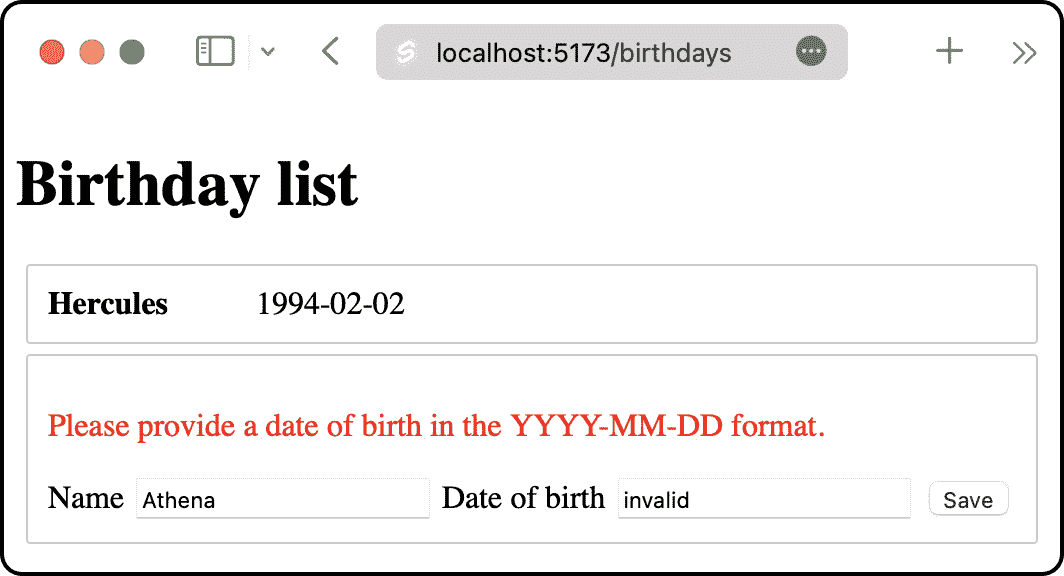 localhost:5173/birthdays
Birthday list
Hercules 1994-02-02
Please provide a date of birth in the YYYY-MM-DD format.
Name Athena Date of birth invalid Save